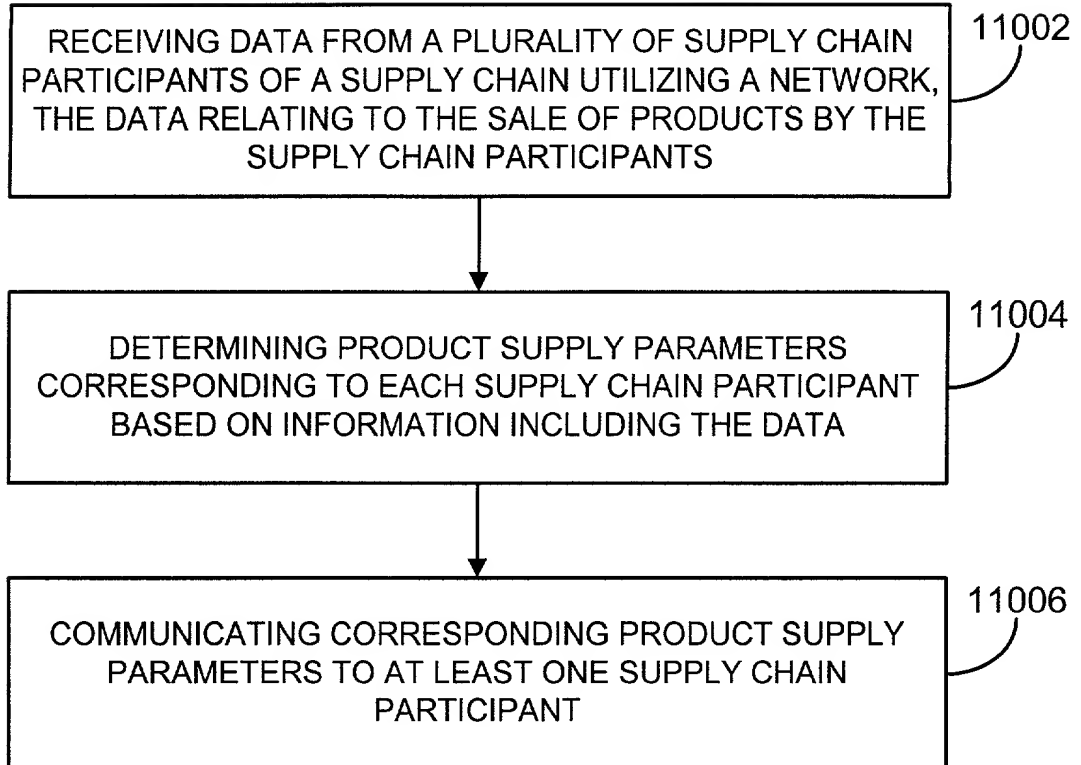 RECEIVING DATA FROM A PLURALITY OF SUPPLY CHAIN
PARTICIPANTS OF A SUPPLY CHAIN UTILIZING A NETWORK,
THE DATA RELATING TO THE SALE OF PRODUCTS BY THE
SUPPLY CHAIN PARTICIPANTS
11002
DETERMINING PRODUCT SUPPLY PARAMETERS
CORRESPONDING TO EACH SUPPLY CHAIN PARTICIPANT
BASED ON INFORMATION INCLUDING THE DATA
11004
COMMUNICATING CORRESPONDING PRODUCT SUPPLY
PARAMETERS TO AT LEAST ONE SUPPLY CHAIN
PARTICIPANT
11006